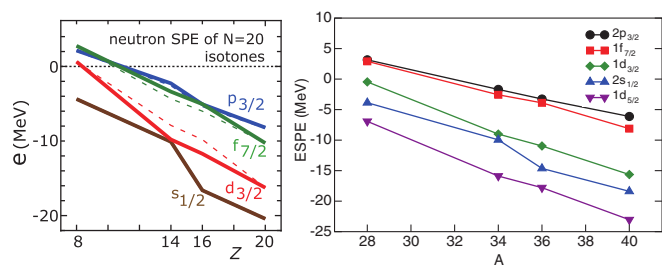 neutron SPE of N=20
isotones
0
-10
-20
e (MeV)
p3/2
f7/2
d3/2
s1/2
8
14
16
20
Z
10
5
0
-5
-10
-15
-20
-25
ESPE (MeV)
2p3/2
1f7/2
1d3/2
2s1/2
1d5/2
28
30
32
34
36
38
40
A